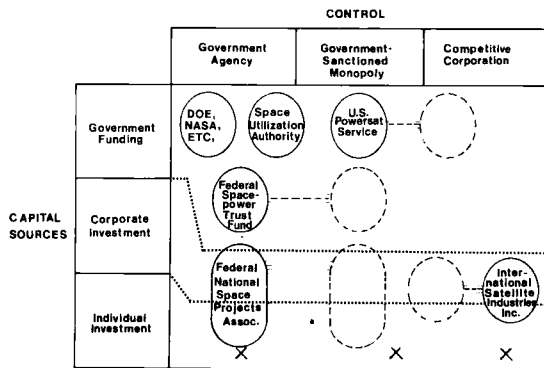 CONTROL
Government
Agency
Government-
Sanctioned
Monopoly
Competitive
Corporation
CAPITAL
SOURCES
Government
Funding
DOE,
NASA,
ETC,
Space
Utilization
Authority
U.S.
Powersat
Service
Corporate
Investment
Federal
Space-
power
Trust
Fund
Individual
Investment
Federal
National
Space
Projects
Assoc.
Inter-
national
Satellite
Industries
Inc.
X
X
X